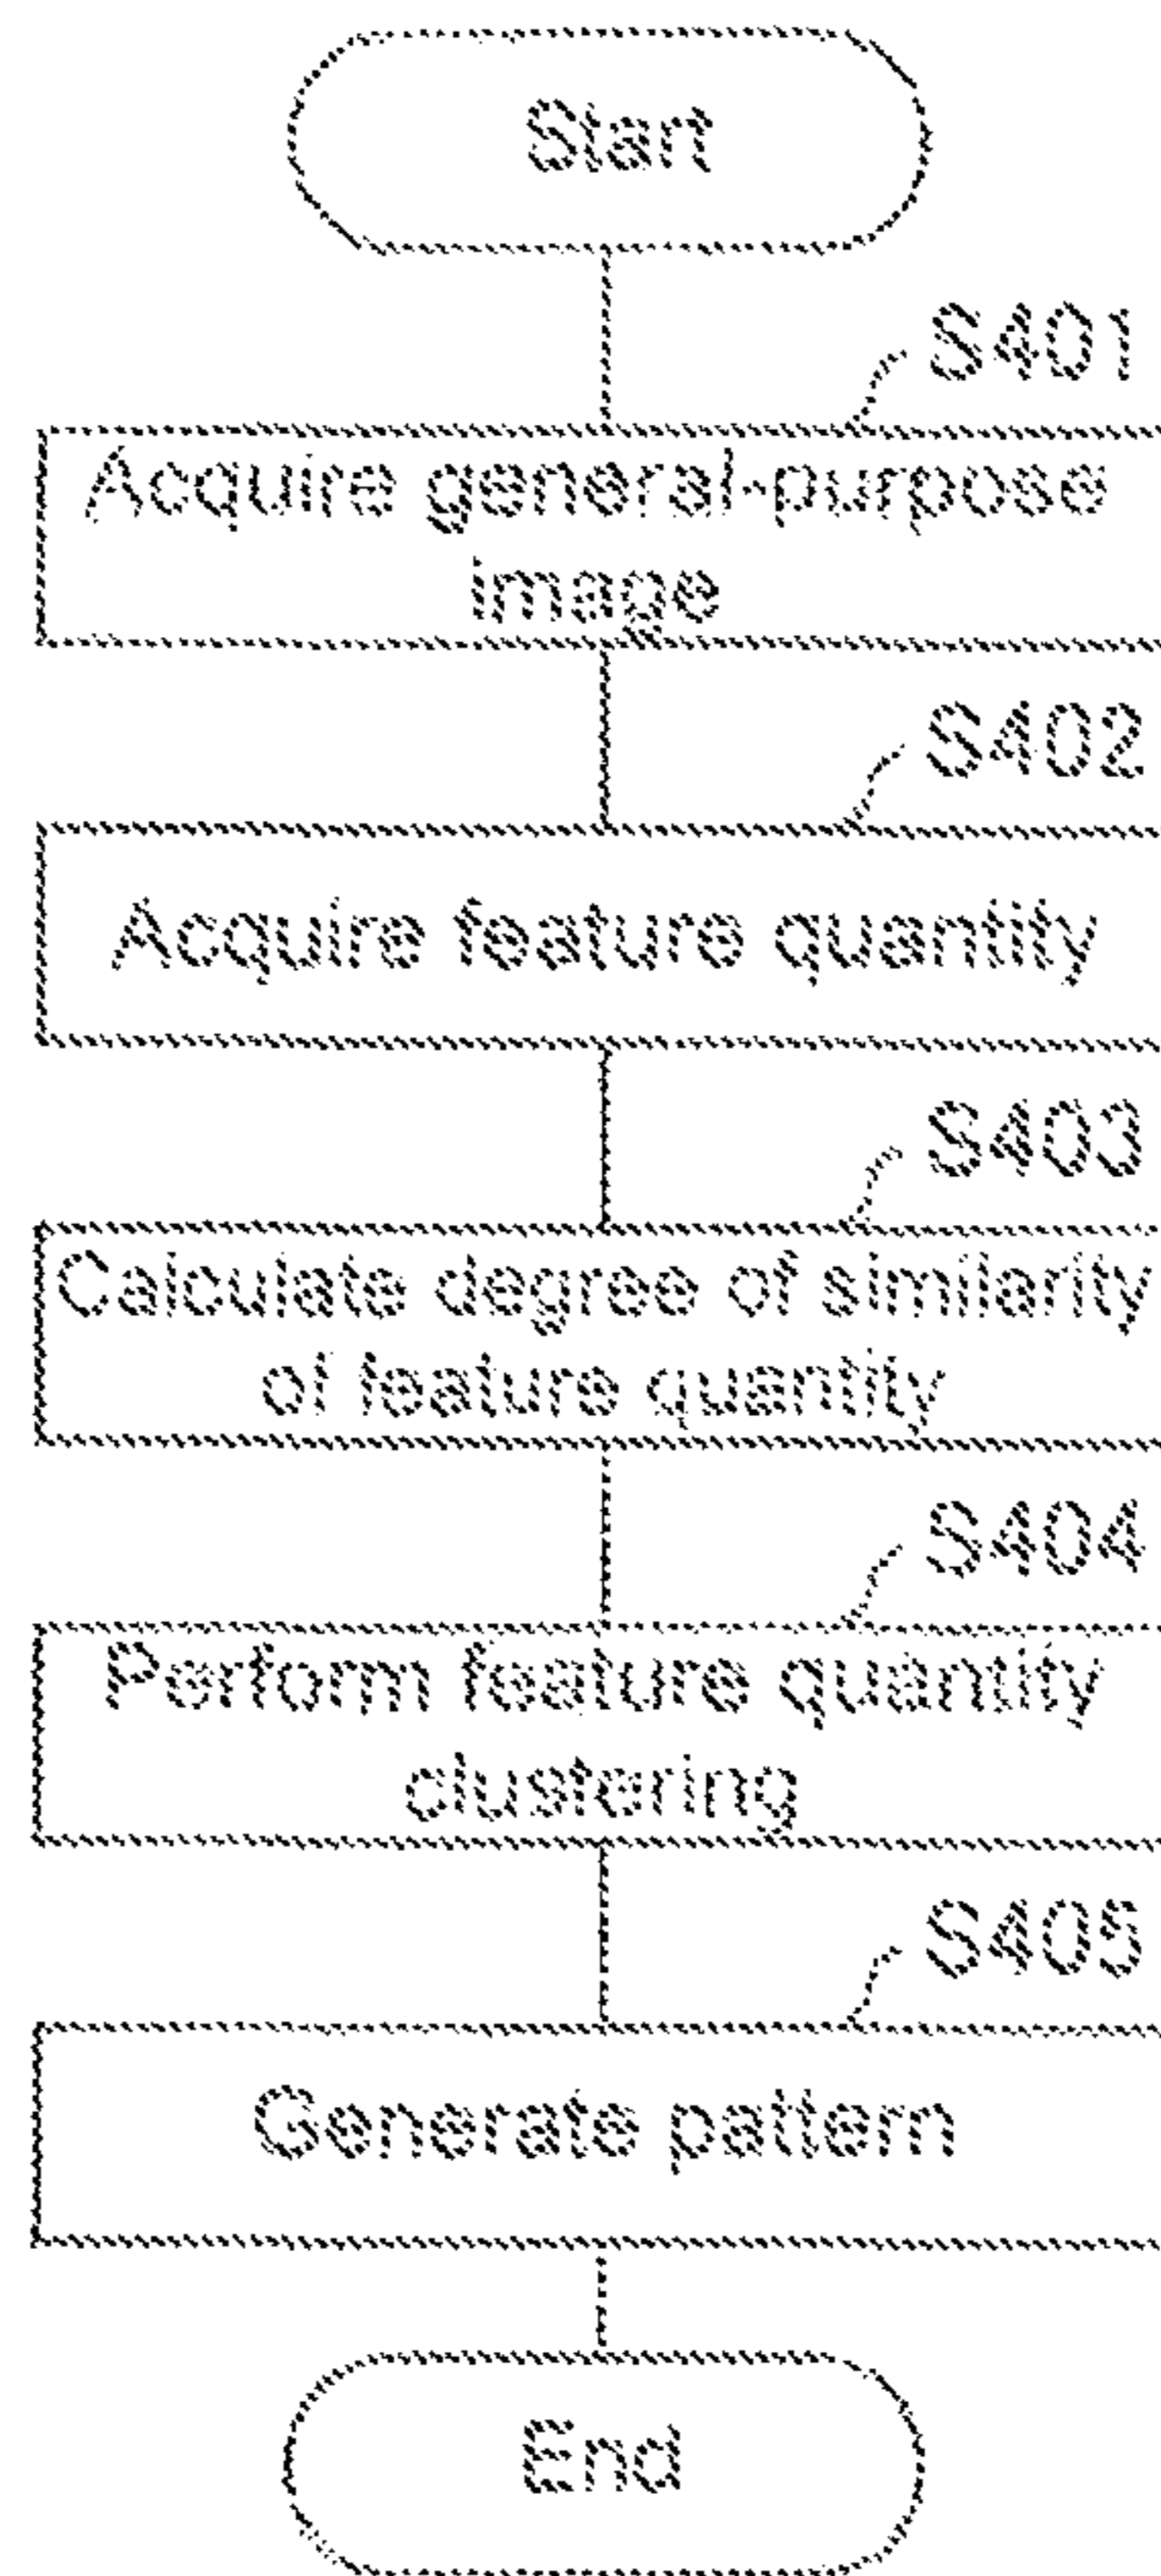 Start
S401
Acquire general-purpose
image
S402
Acquire feature quantity
S403
Calculate degree of similarity
of feature quantity
S404
Perform feature quantity
clustering
S405
Generate pattern
End